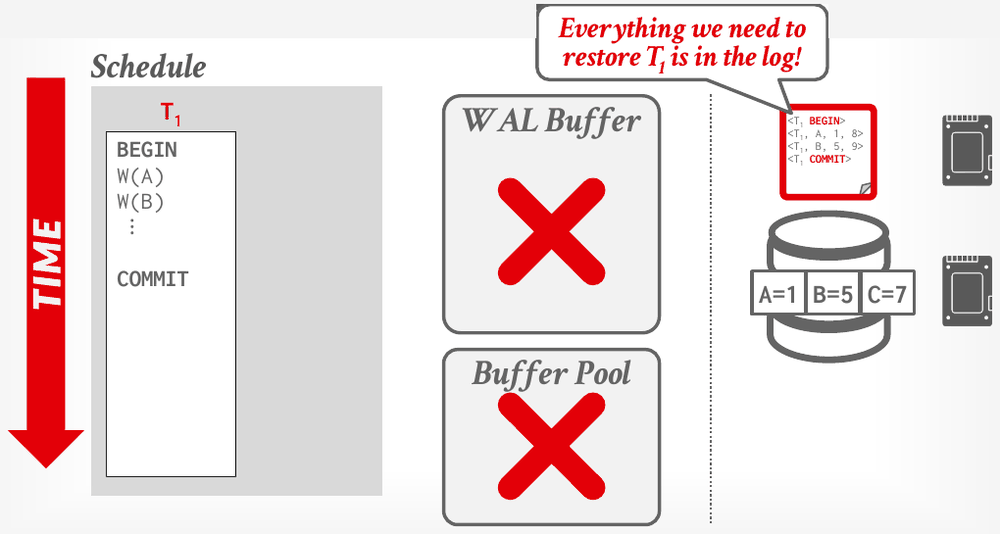 Everything we need to
restore T₁ is in the log!
Schedule
TIME
T₁
BEGIN
W(A)
W(B)
⋮
COMMIT
WAL Buffer
Buffer Pool
<T₁ BEGIN>
<T₁, A, 1, 8>
<T₁, B, 5, 9>
<T₁ COMMIT>
A=1 B=5 C=7